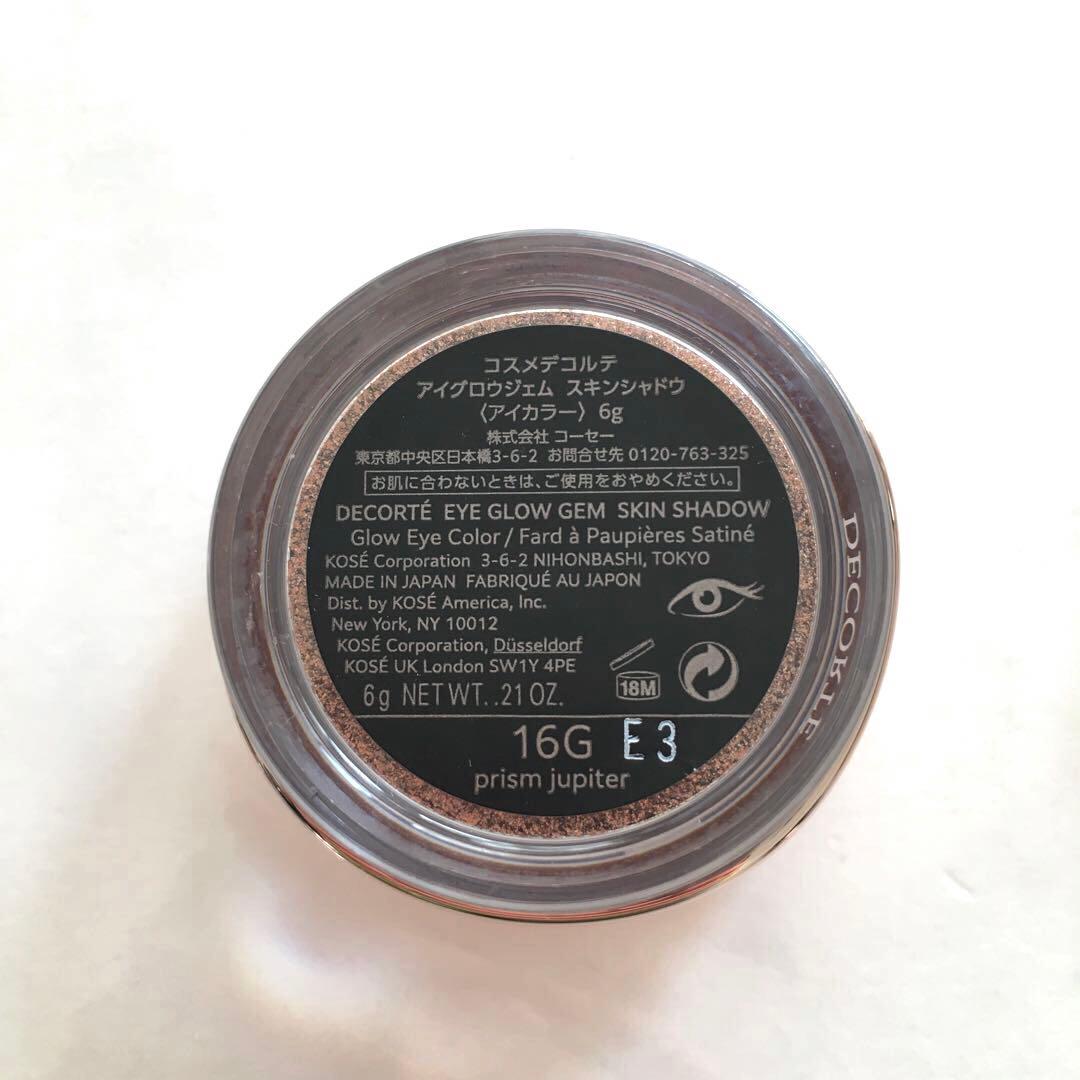 コスメデコルテ
アイグロウジェム スキンシャドウ
〈アイカラー〉 6g
株式会社 コーセー
東京都中央区日本橋3-6-2 お問合せ先 0120-763-325
お肌に合わないときは、ご使用をおやめください。
DECORTÉ EYE GLOW GEM SKIN SHADOW
Glow Eye Color / Fard à Paupières Satiné
KOSÉ Corporation 3-6-2 NIHONBASHI, TOKYO
MADE IN JAPAN FABRIQUÉ AU JAPON
Dist. by KOSÉ America, Inc.
New York, NY 10012
KOSÉ Corporation, Düsseldorf
KOSÉ UK London SW1Y 4PE
18M
6g NET WT..21 OZ.
16G E3
prism jupiter
DECORTE